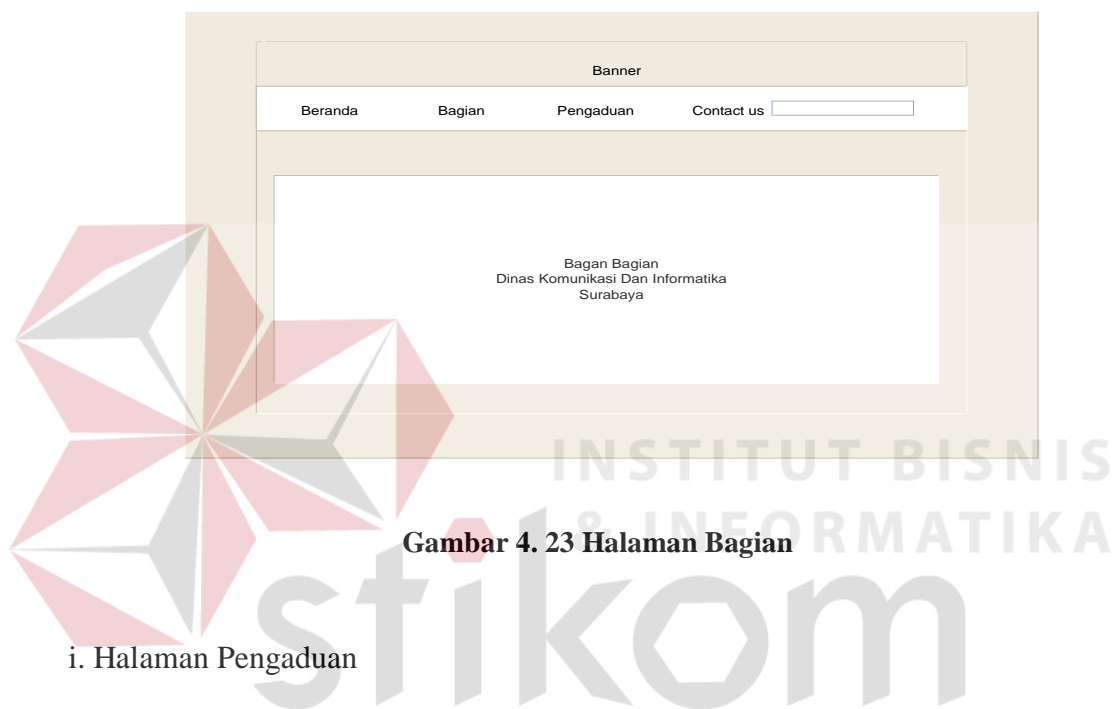 Banner
Beranda Bagian Pengaduan Contact us
Bagan Bagian
Dinas Komunikasi Dan Informatika
Surabaya
INSTITUT BISNIS
& INFORMATIKA
Gambar 4. 23 Halaman Bagian
stikom
i. Halaman Pengaduan